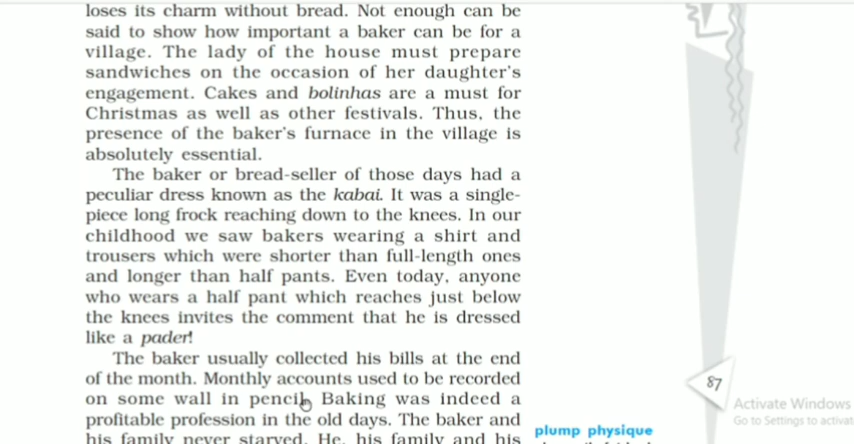 loses its charm without bread. Not enough can be
said to show how important a baker can be for a
village. The lady of the house must prepare
sandwiches on the occasion of her daughter's
engagement. Cakes and bolinhas are a must for
Christmas as well as other festivals. Thus, the
presence of the baker's furnace in the village is
absolutely essential.
The baker or bread-seller of those days had a
peculiar dress known as the kabai. It was a single-
piece long frock reaching down to the knees. In our
childhood we saw bakers wearing a shirt and
trousers which were shorter than full-length ones
and longer than half pants. Even today, anyone
who wears a half pant which reaches just below
the knees invites the comment that he is dressed
like a pader!
The baker usually collected his bills at the end
of the month. Monthly accounts used to be recorded
on some wall in pencil. Baking was indeed a
profitable profession in the old days. The baker and
his family never starved. He, his family and his
plump physique
87
Activate Windows
Go to Settings to activat